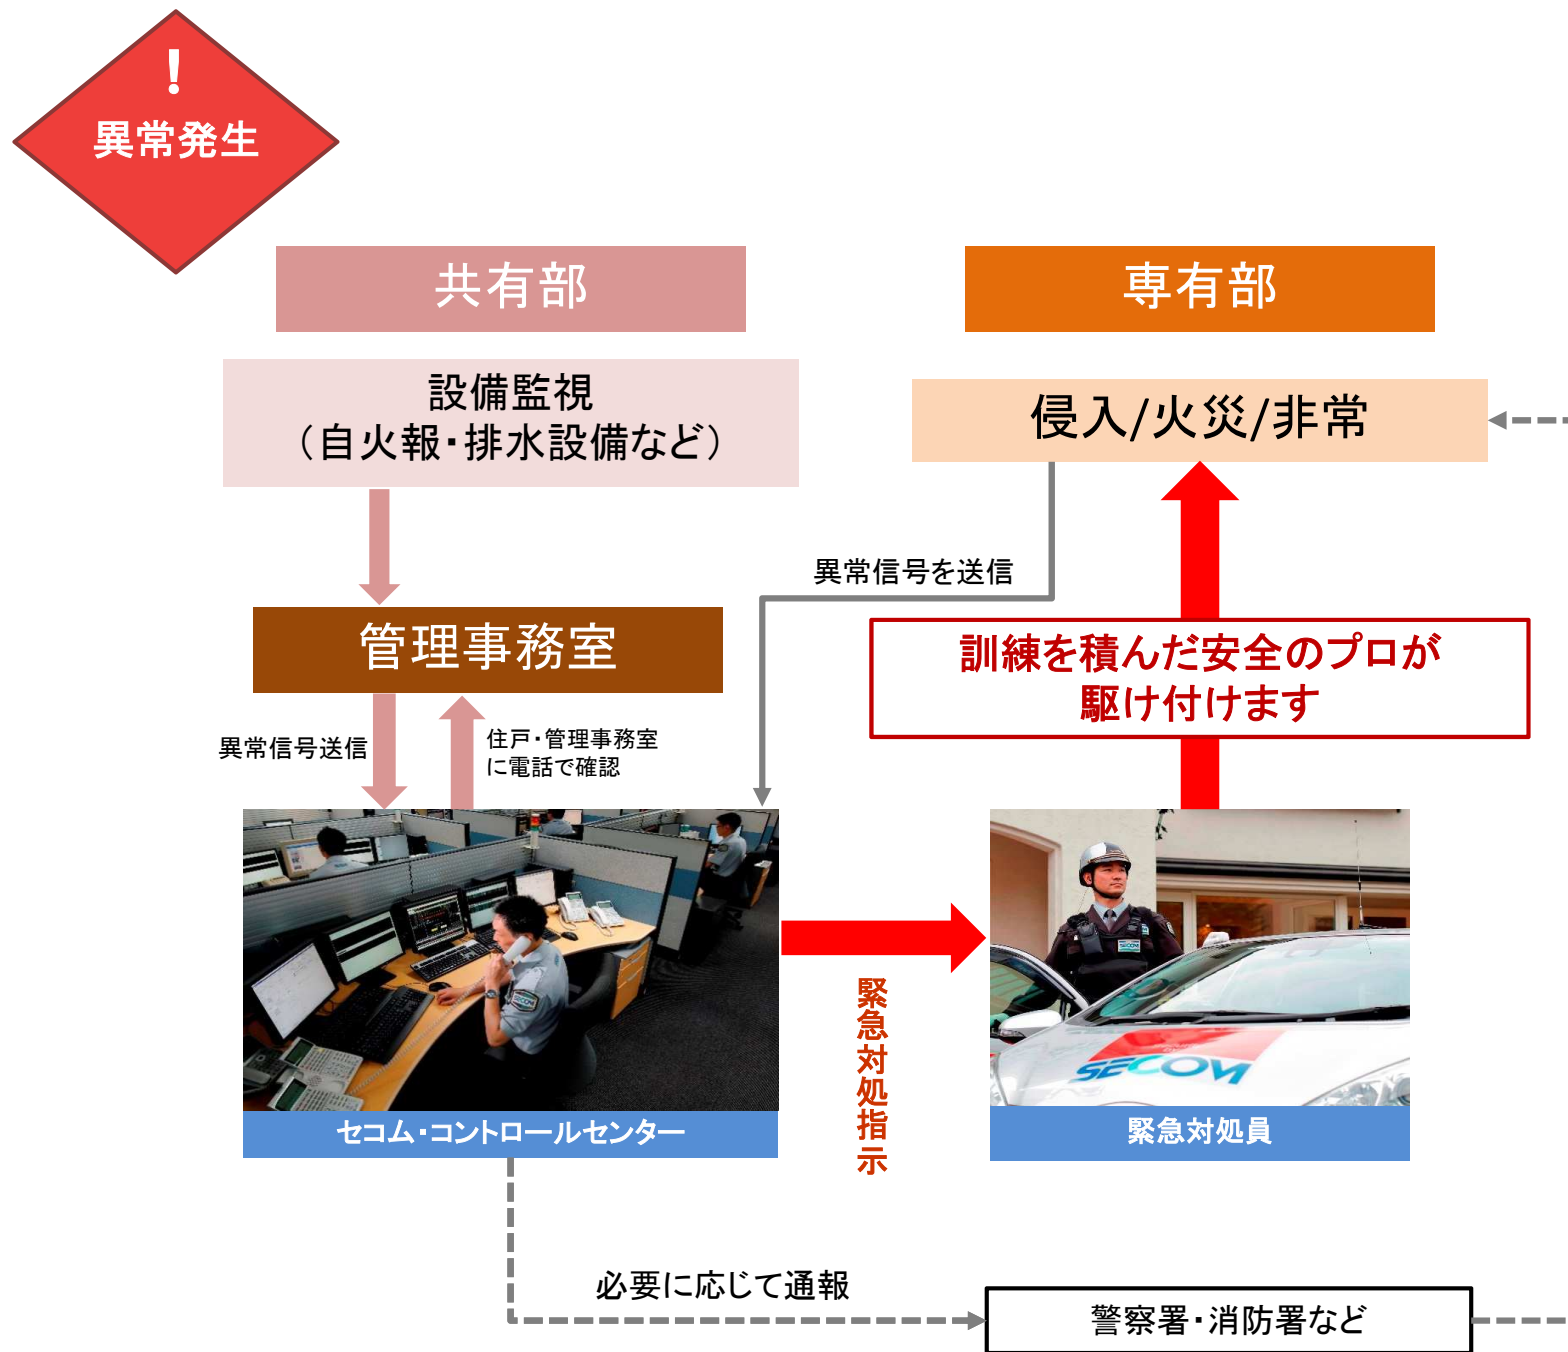 !
異常発生
共有部
専有部
設備監視
（自火報・排水設備など）
侵入/火災/非常
異常信号を送信
管理事務室
訓練を積んだ安全のプロが
駆け付けます
異常信号送信
住戸・管理事務室
に電話で確認
SECOM
SECOM
SECOM
緊急対処指示
セコム・コントロールセンター
緊急対処員
必要に応じて通報
警察署・消防署など